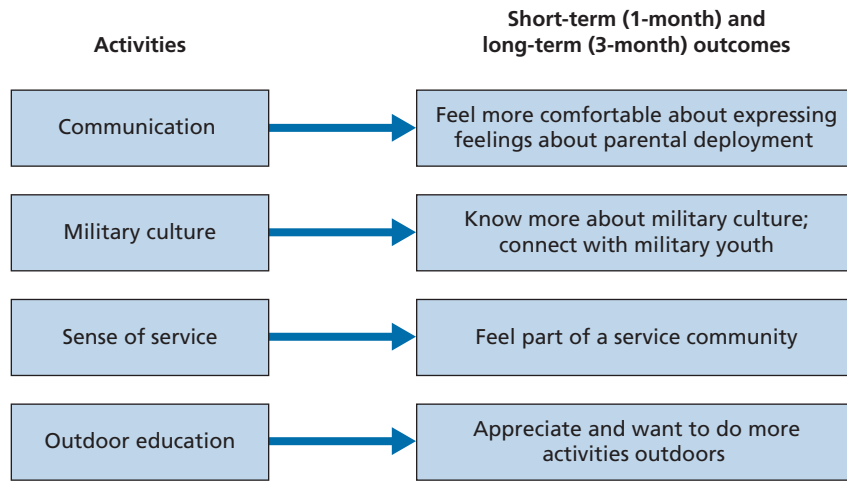 Activities
Short-term (1-month) and
long-term (3-month) outcomes
Communication
Feel more comfortable about expressing
feelings about parental deployment
Military culture
Know more about military culture;
connect with military youth
Sense of service
Feel part of a service community
Outdoor education
Appreciate and want to do more
activities outdoors